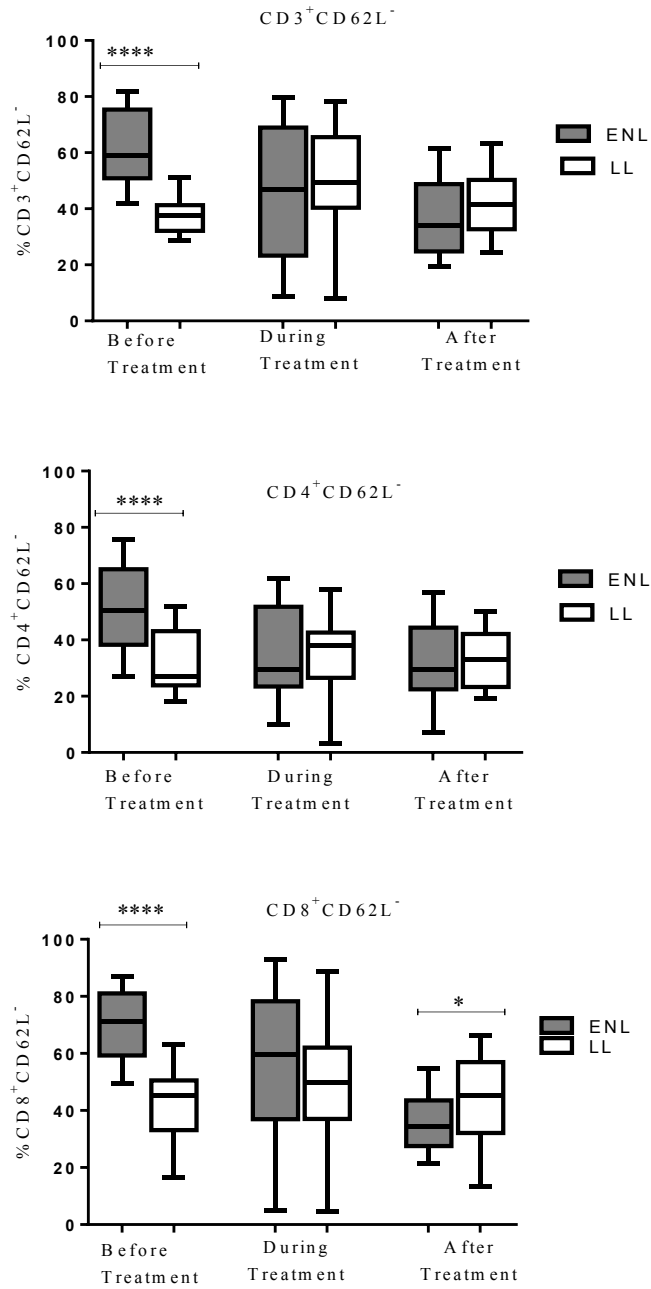 CD3⁺CD62L⁻
100
****
80
60
40
20
0
%CD3⁺CD62L⁻
ENL
LL
Before
Treatment
During
Treatment
After
Treatment
CD4⁺CD62L⁻
100
****
80
60
40
20
0
% CD4⁺CD62L⁻
ENL
LL
Before
Treatment
During
Treatment
After
Treatment
CD8⁺CD62L⁻
****
100
80
*
60
40
20
0
%CD8⁺CD62L⁻
ENL
LL
Before
Treatment
During
Treatment
After
Treatment